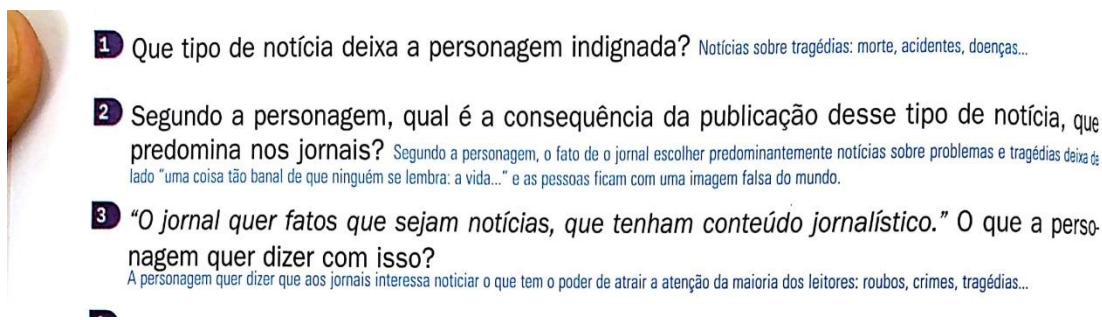 1 Que tipo de notícia deixa a personagem indignada? Notícias sobre tragédias: morte, acidentes, doenças...
2 Segundo a personagem, qual é a consequência da publicação desse tipo de notícia, que
predomina nos jornais? Segundo a personagem, o fato de o jornal escolher predominantemente notícias sobre problemas e tragédias deixa de
lado "uma coisa tão banal de que ninguém se lembra: a vida..." e as pessoas ficam com uma imagem falsa do mundo.
3 "O jornal quer fatos que sejam notícias, que tenham conteúdo jornalístico." O que a perso-
nagem quer dizer com isso?
A personagem quer dizer que aos jornais interessa noticiar o que tem o poder de atrair a atenção da maioria dos leitores: roubos, crimes, tragédias...